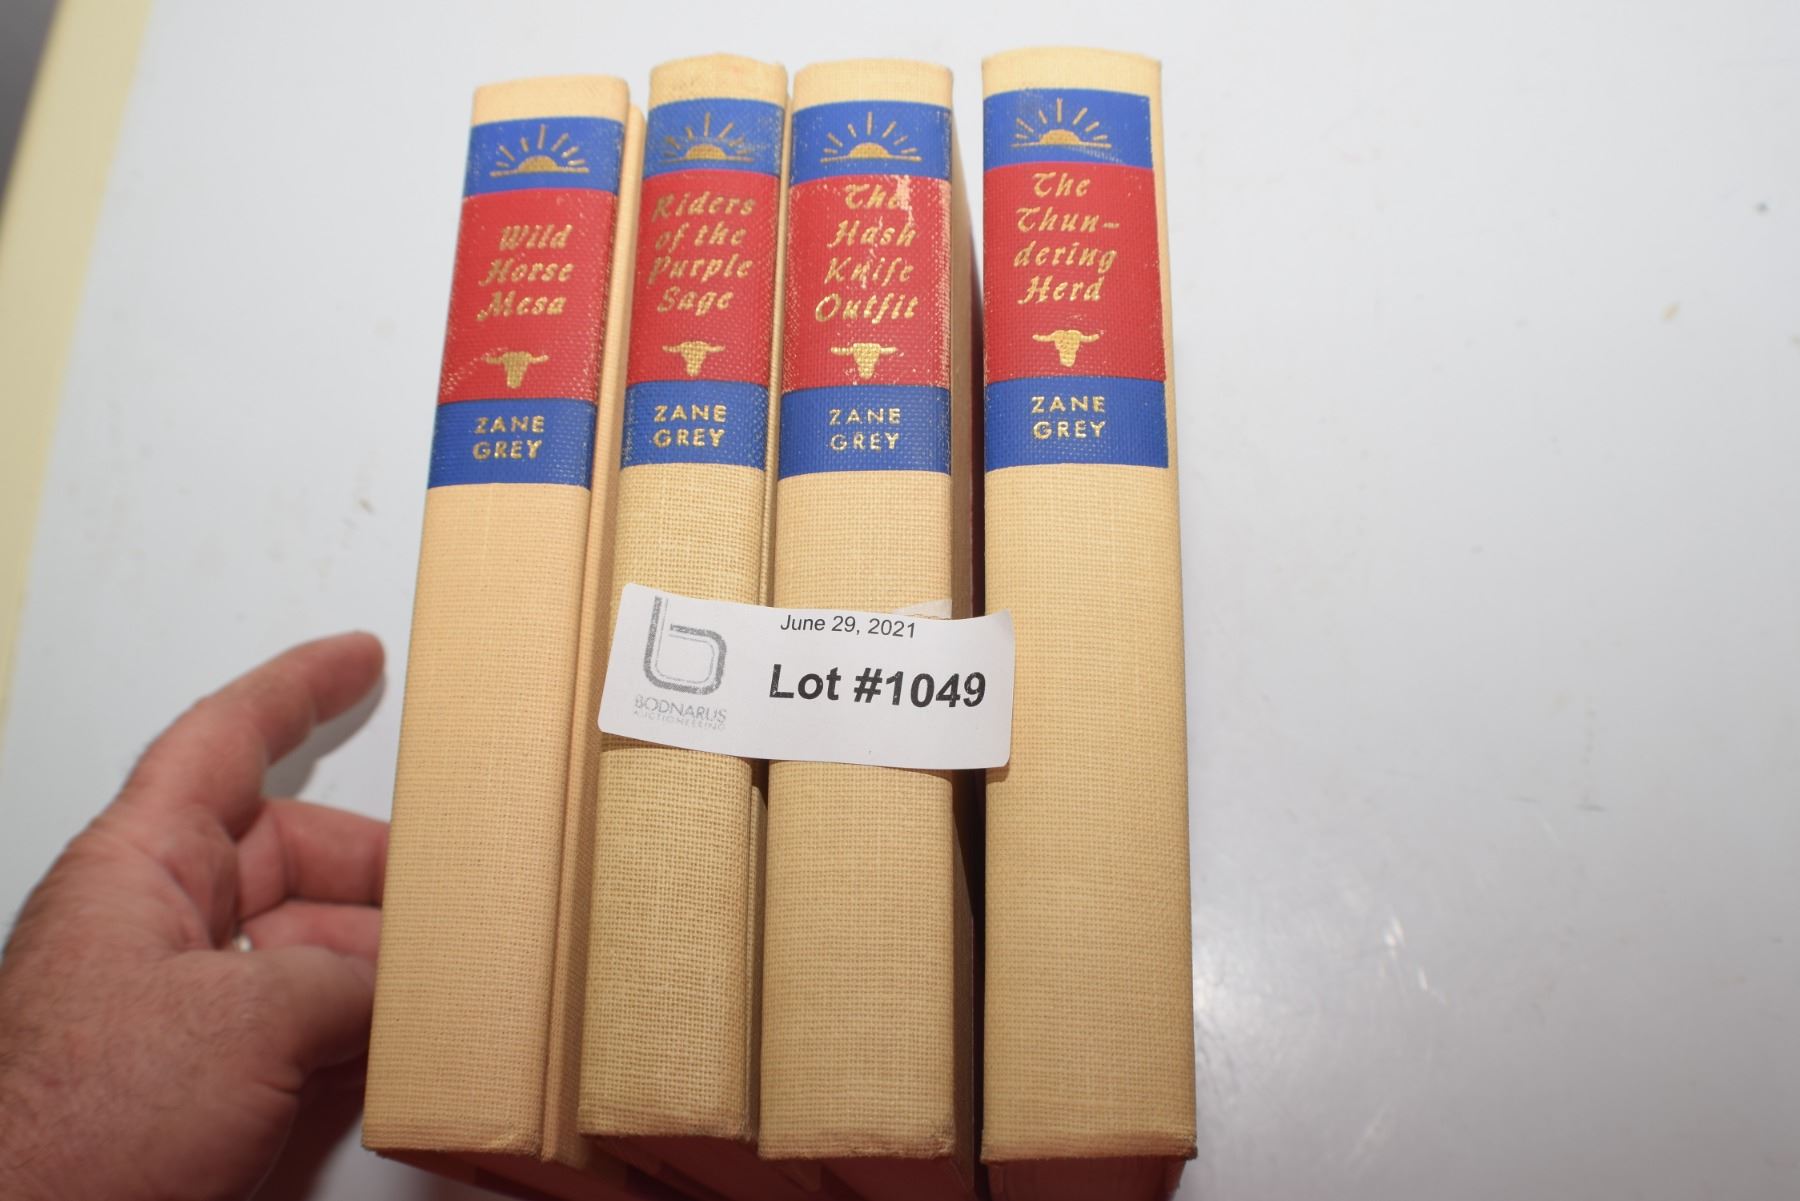 Wild
Horse
Mesa
ZANE
GREY
Riders
of the
Purple
Sage
ZANE
GREY
The
Hash
Knife
Outfit
ZANE
GREY
The
Thun-
dering
Herd
ZANE
GREY
June 29, 2021
Lot #1049
b
BODNARUS
AUCTIONEERING